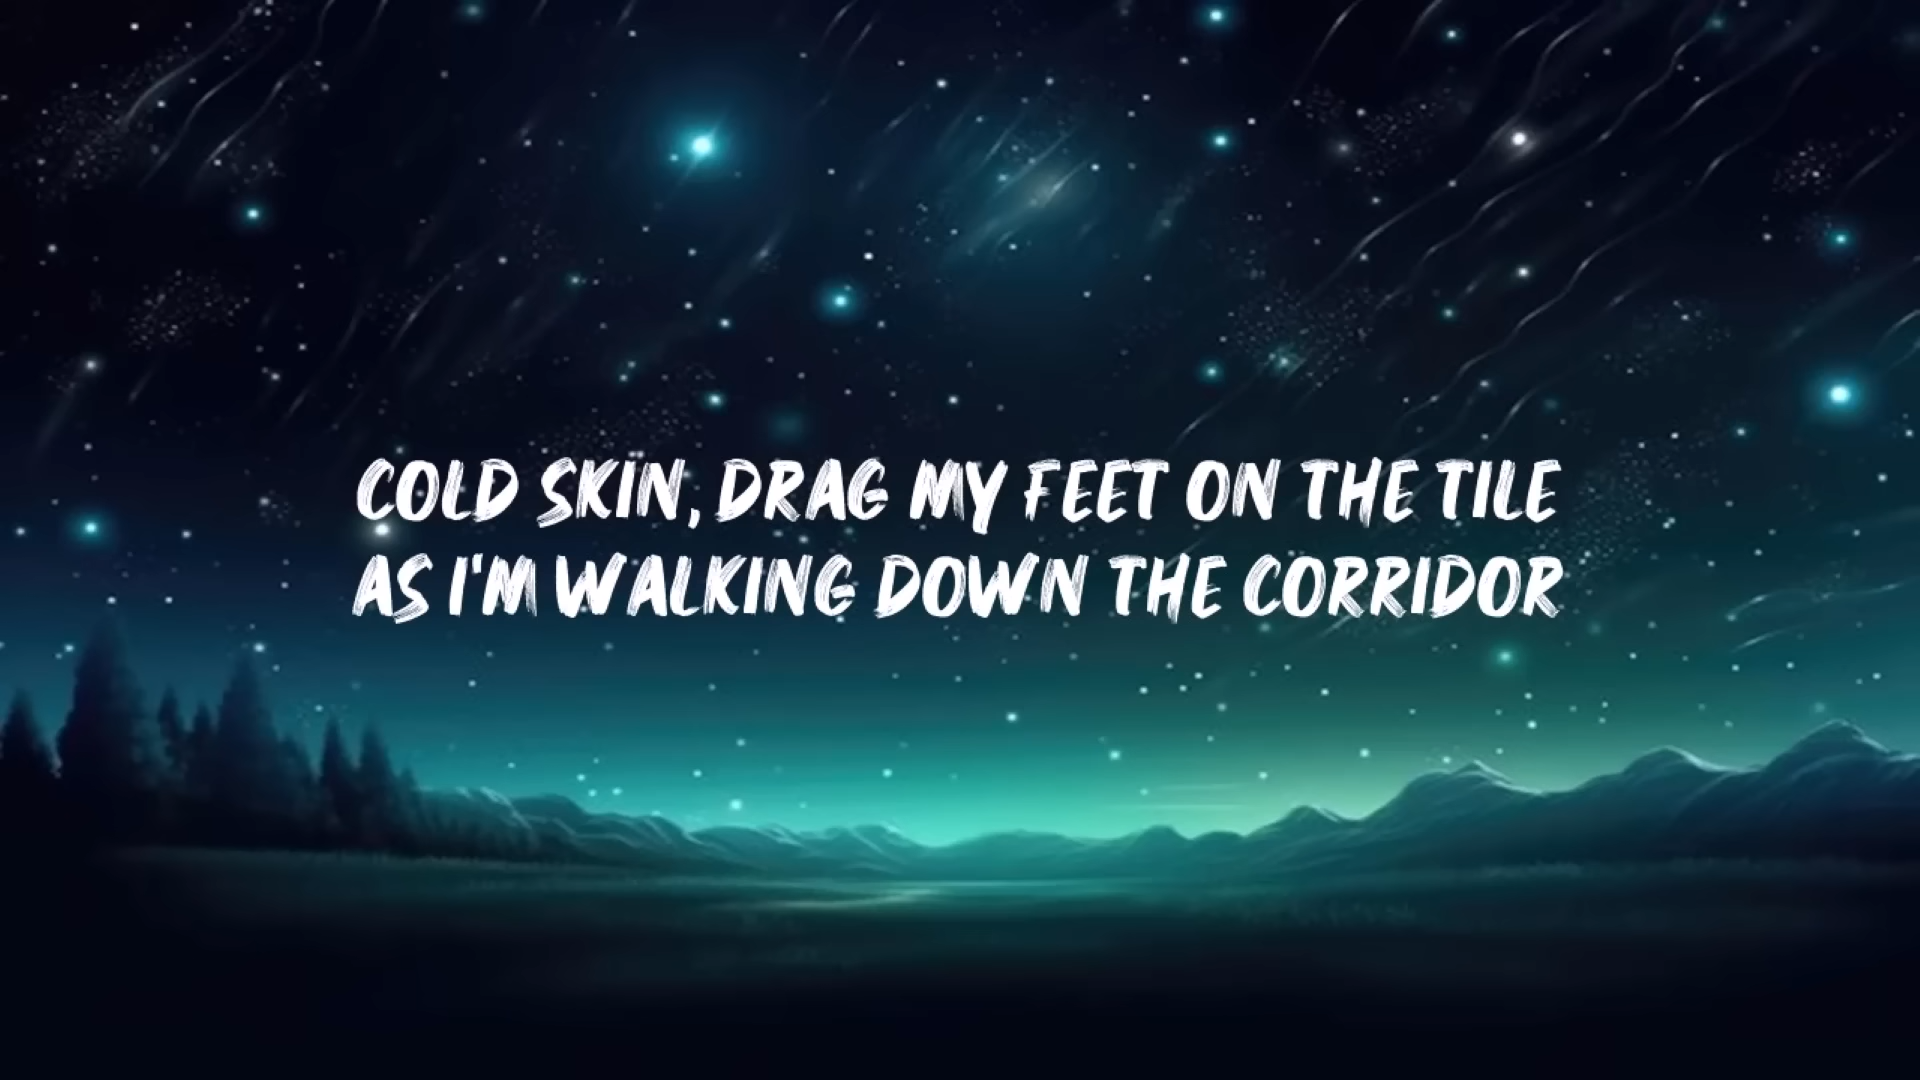 COLD SKIN, DRAG MY FEET ON THE TILE
AS I'M WALKING DOWN THE CORRIDOR